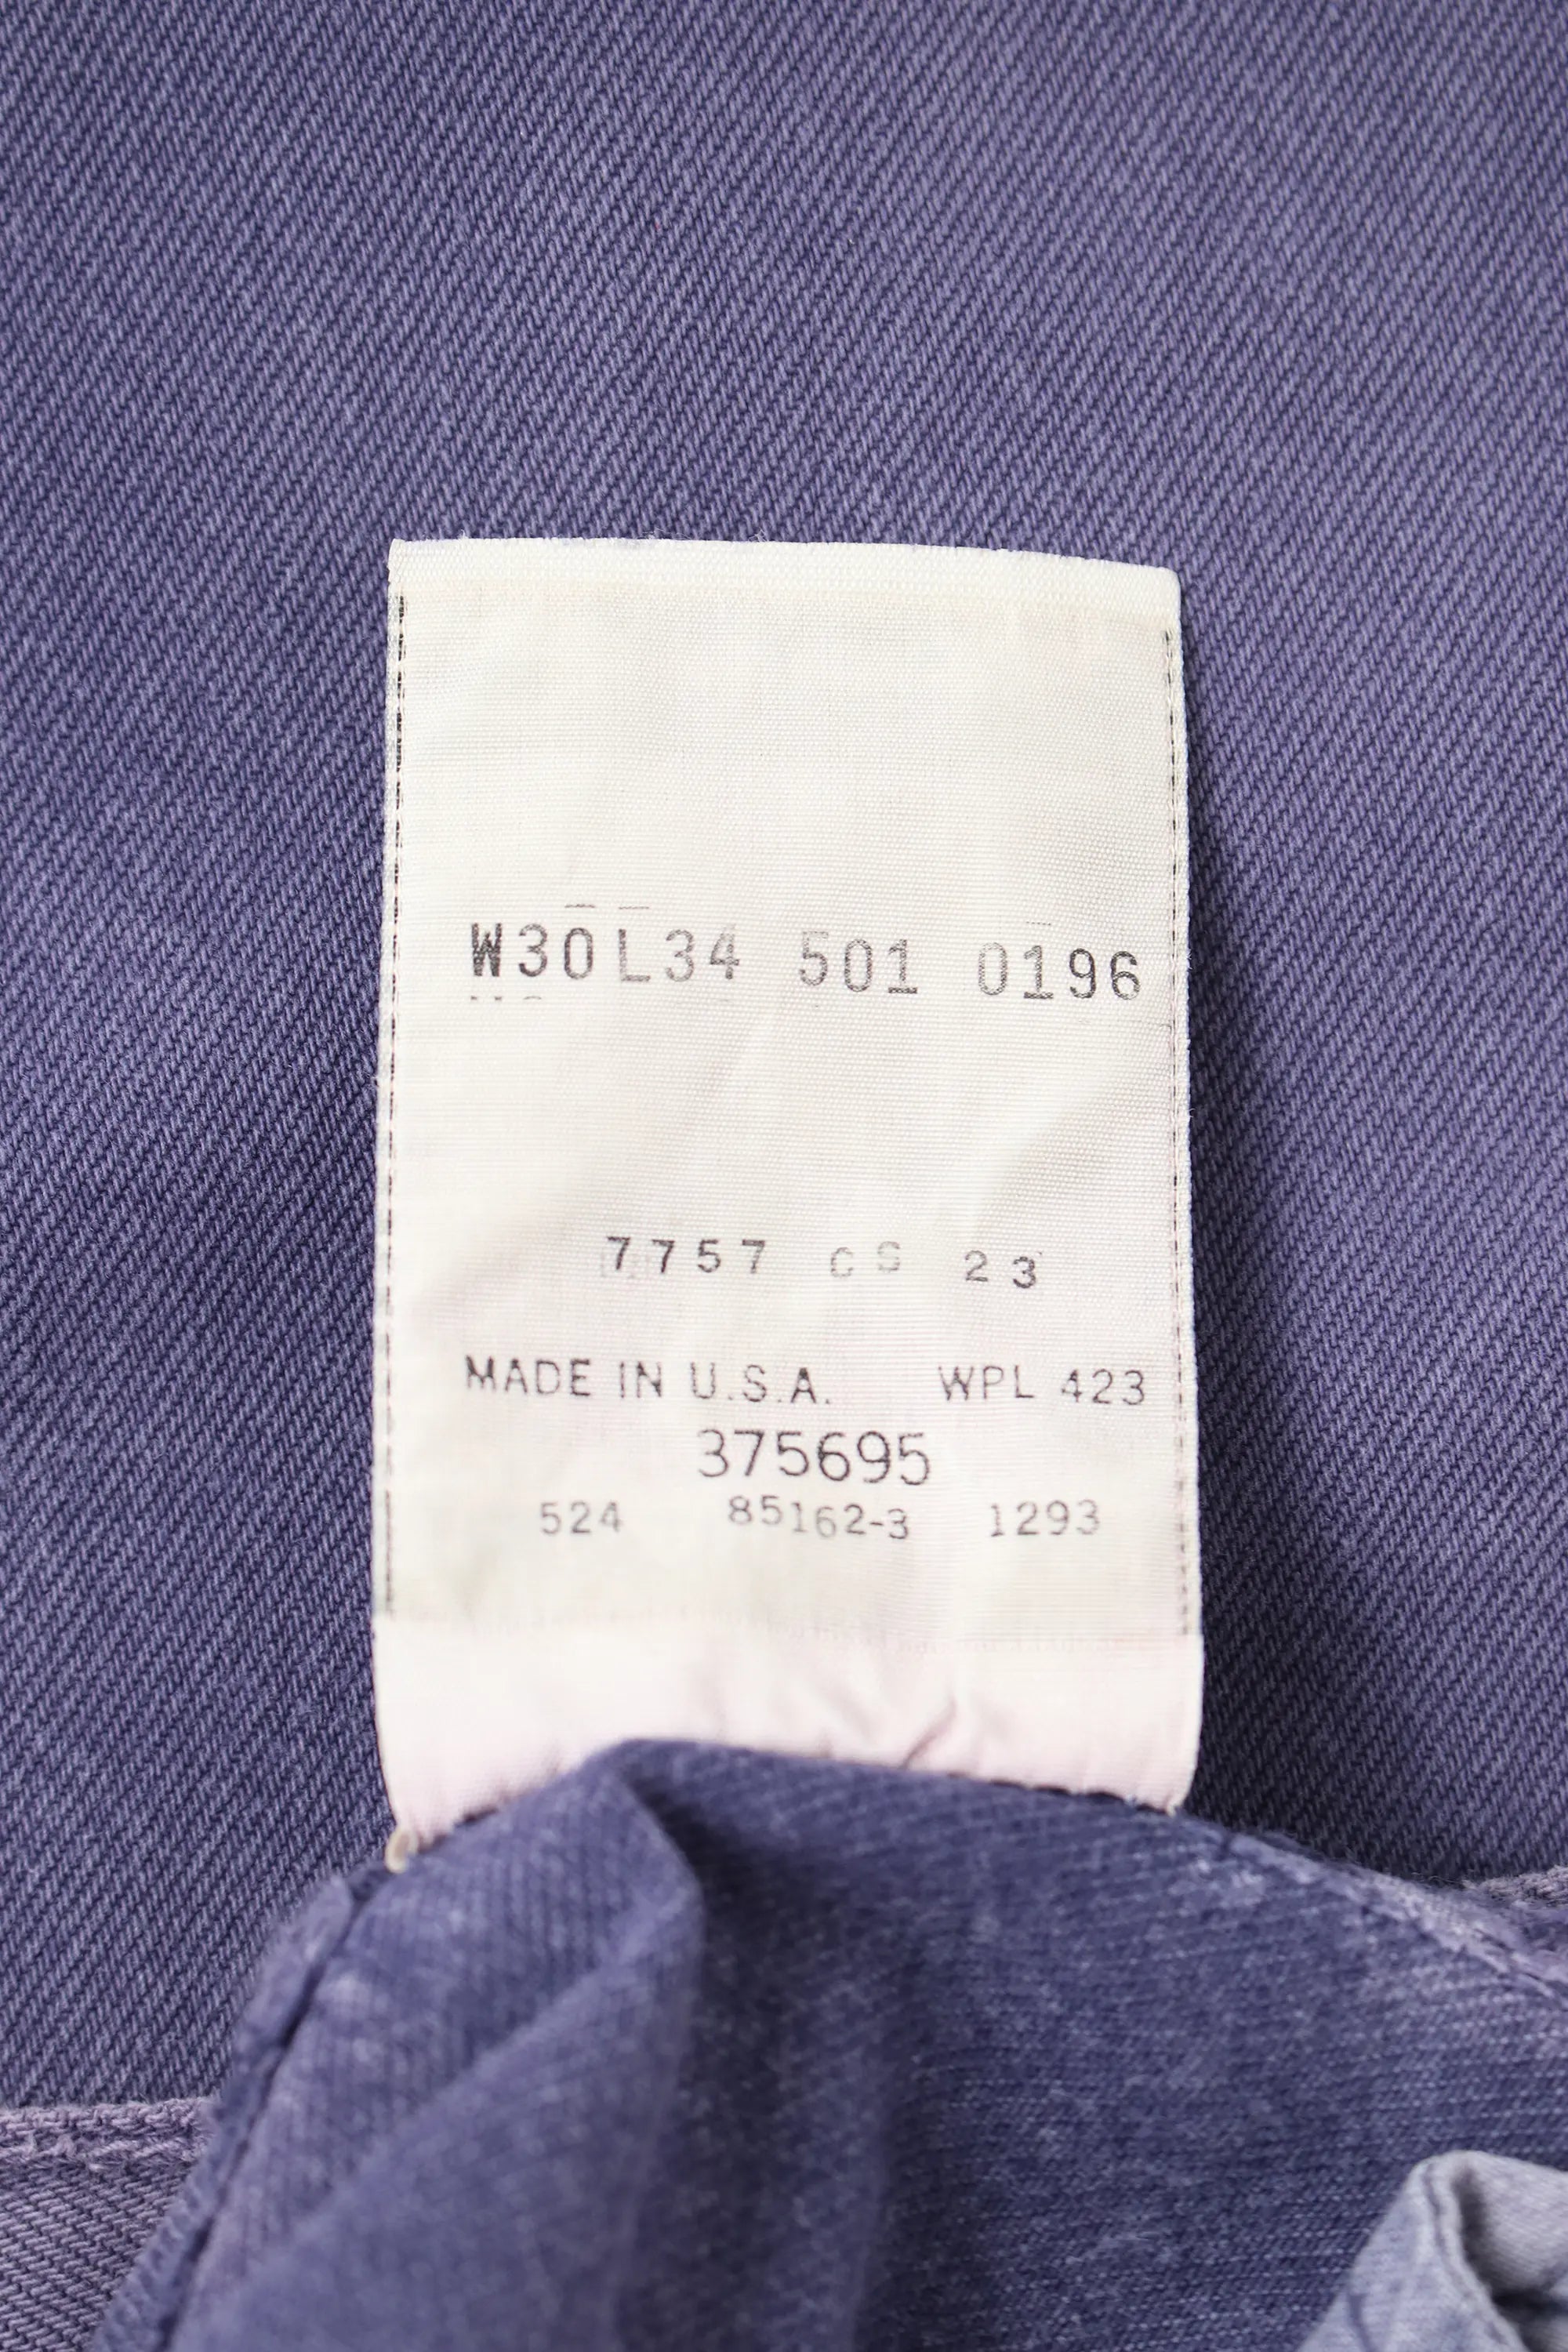 W30L34 501 0196
7757 CS 23
MADE IN U.S.A. WPL 423
375695
524 85162-3 1293